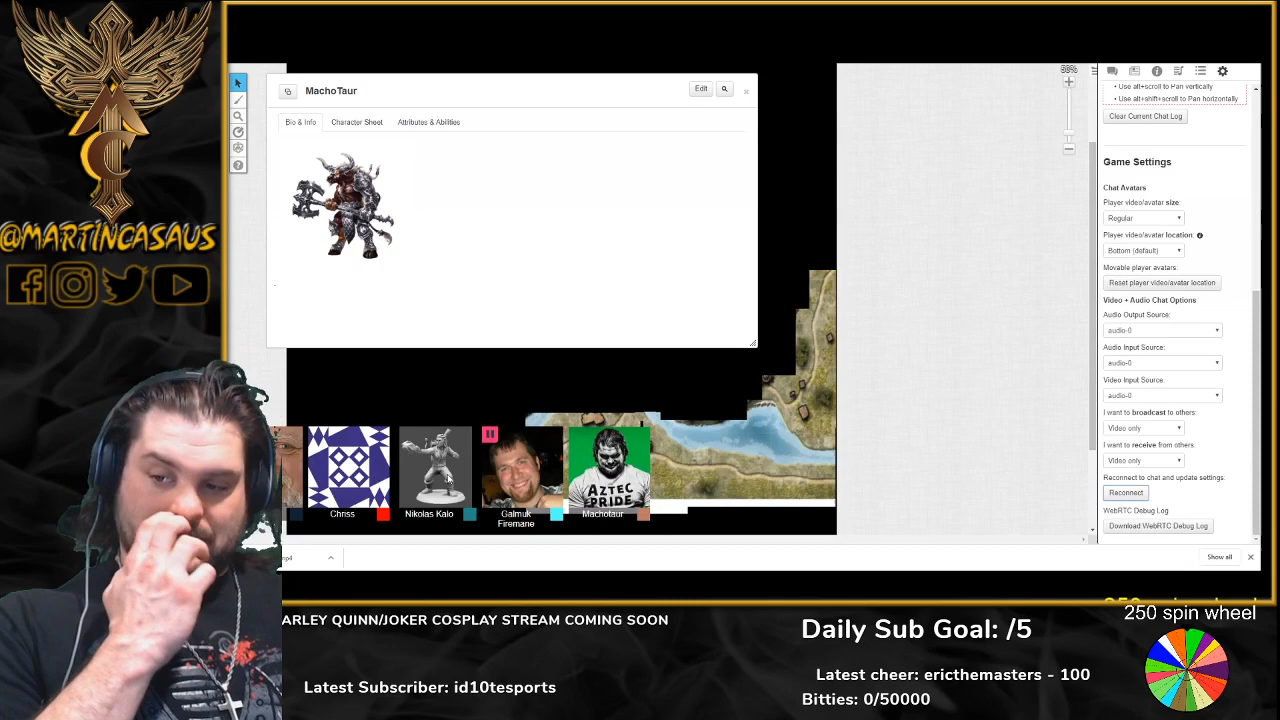 MC
@MARTINCASAUS
MachoTaur
Edit
Bio & Info
Character Sheet
Attributes & Abilities
50%
• Use alt+scroll to Pan vertically
• Use alt+shift+scroll to Pan horizontally
Clear Current Chat Log
Game Settings
Chat Avatars
Player video/avatar size:
Regular
Player video/avatar location:
Bottom (default)
Movable player avatars:
Reset player video/avatar location
Video + Audio Chat Options
Audio Output Source:
audio-0
Audio Input Source:
audio-0
Video Input Source:
audio-0
I want to broadcast to others:
Video only
I want to receive from others:
Video only
Reconnect to chat and update settings:
Reconnect
WebRTC Debug Log
Download WebRTC Debug Log
AZTEC
PRIDE
Chriss
Nikolas Kalo
Galmuk
Firemane
Machotaur
Show all
ARLEY QUINN/JOKER COSPLAY STREAM COMING SOON
Latest Subscriber: id10tesports
Daily Sub Goal: /5
Latest cheer: ericthemasters - 100
Bitties: 0/50000
250 spin wheel